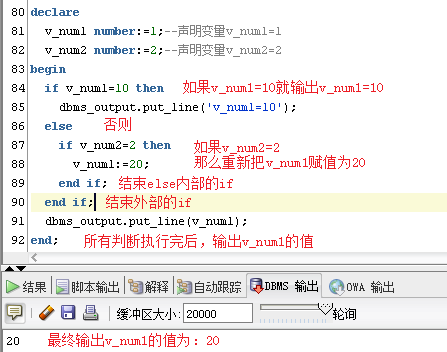 80 declare
81 v_num1 number:=1;--声明变量v_num1=1
82 v_num2 number:=2;--声明变量v_num2=2
83 begin
84 if v_num1=10 then 如果v_num1=10就输出v_num1=10
85 dbms_output.put_line('v_num1=10');
86 else 否则
87 if v_num2=2 then 如果v_num2=2
88 v_num1:=20; 那么重新把v_num1赋值为20
89 end if; 结束else内部的if
90 end if; 结束外部的if
91 dbms_output.put_line(v_num1);
92 end; 所有判断执行完后，输出v_num1的值
结果 脚本输出 解释 自动跟踪 DBMS 输出 OWA 输出
缓冲区大小: 20000 轮询
20 最终输出v_num1的值为：20